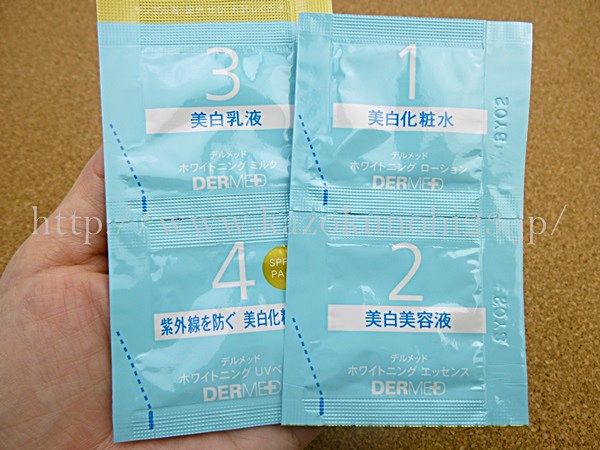 3
美白乳液
デルメッド
ホワイトニング ミルク
DERMED
4
SPF
PA
紫外線を防ぐ 美白化
デルメッド
ホワイトニング UVベ
DERMED
1
美白化粧水
デルメッド
ホワイトニング ローション
DERMED
2
美白美容液
デルメッド
ホワイトニング エッセンス
DERMED